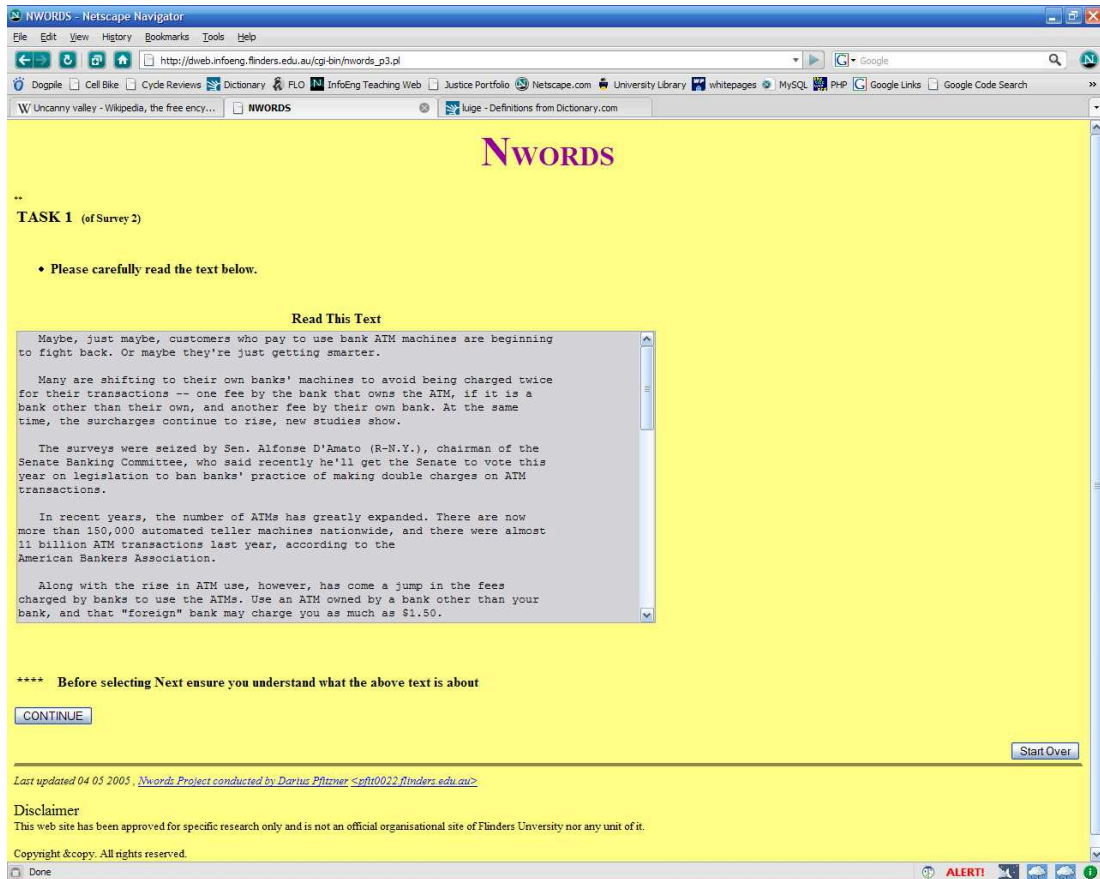 NWORDS - Netscape Navigator
File Edit View History Bookmarks Tools Help
http://dweb.infoeng.flinders.edu.au/cgi-bin/nwords_p3.pl
G Google
Dogpile Cell Bike Cycle Reviews Dictionary FLO InfoEng Teaching Web Justice Portfolio Netscape.com University Library whitepages MySQL PHP Google Links Google Code Search »
W Uncanny valley - Wikipedia, the free ency... NWORDS luige - Definitions from Dictionary.com
NWORDS
**
TASK 1 (of Survey 2)
• Please carefully read the text below.
Read This Text
Maybe, just maybe, customers who pay to use bank ATM machines are beginning
to fight back. Or maybe they're just getting smarter.
Many are shifting to their own banks' machines to avoid being charged twice
for their transactions -- one fee by the bank that owns the ATM, if it is a
bank other than their own, and another fee by their own bank. At the same
time, the surcharges continue to rise, new studies show.
The surveys were seized by Sen. Alfonse D'Amato (R-N.Y.), chairman of the
Senate Banking Committee, who said recently he'll get the Senate to vote this
year on legislation to ban banks' practice of making double charges on ATM
transactions.
In recent years, the number of ATMs has greatly expanded. There are now
more than 150,000 automated teller machines nationwide, and there were almost
11 billion ATM transactions last year, according to the
American Bankers Association.
Along with the rise in ATM use, however, has come a jump in the fees
charged by banks to use the ATMs. Use an ATM owned by a bank other than your
bank, and that "foreign" bank may charge you as much as $1.50.
**** Before selecting Next ensure you understand what the above text is about
CONTINUE
Start Over
Last updated 04 05 2005 , Nwords Project conducted by Darius Pfitzner <pfit0022.flinders.edu.au>
Disclaimer
This web site has been approved for specific research only and is not an official organisational site of Flinders Unversity nor any unit of it.
Copyright &copy. All rights reserved.
Done ALERT!